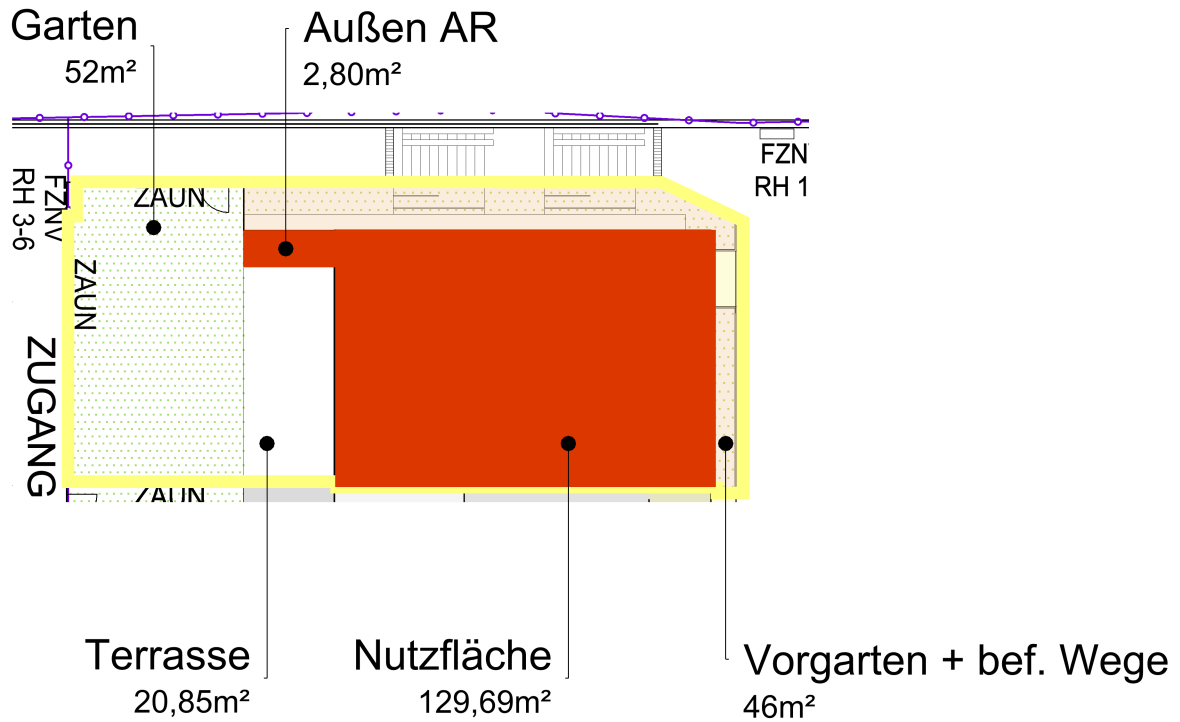 Garten
52m²
Außen AR
2,80m²
FZNV
RH 3-6
ZAUN
FZN
RH 1
ZAUN
ZUGANG
ZAUN
Terrasse
20,85m²
Nutzfläche
129,69m²
Vorgarten + bef. Wege
46m²